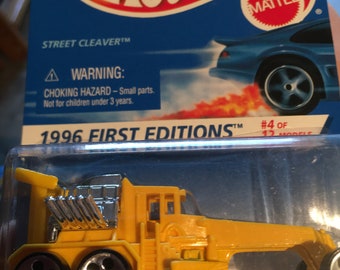 MATTEL
STREET CLEAVER™
WARNING:
CHOKING HAZARD – Small parts.
Not for children under 3 years.
1996 FIRST EDITIONS™
#4 OF
12 MODELS